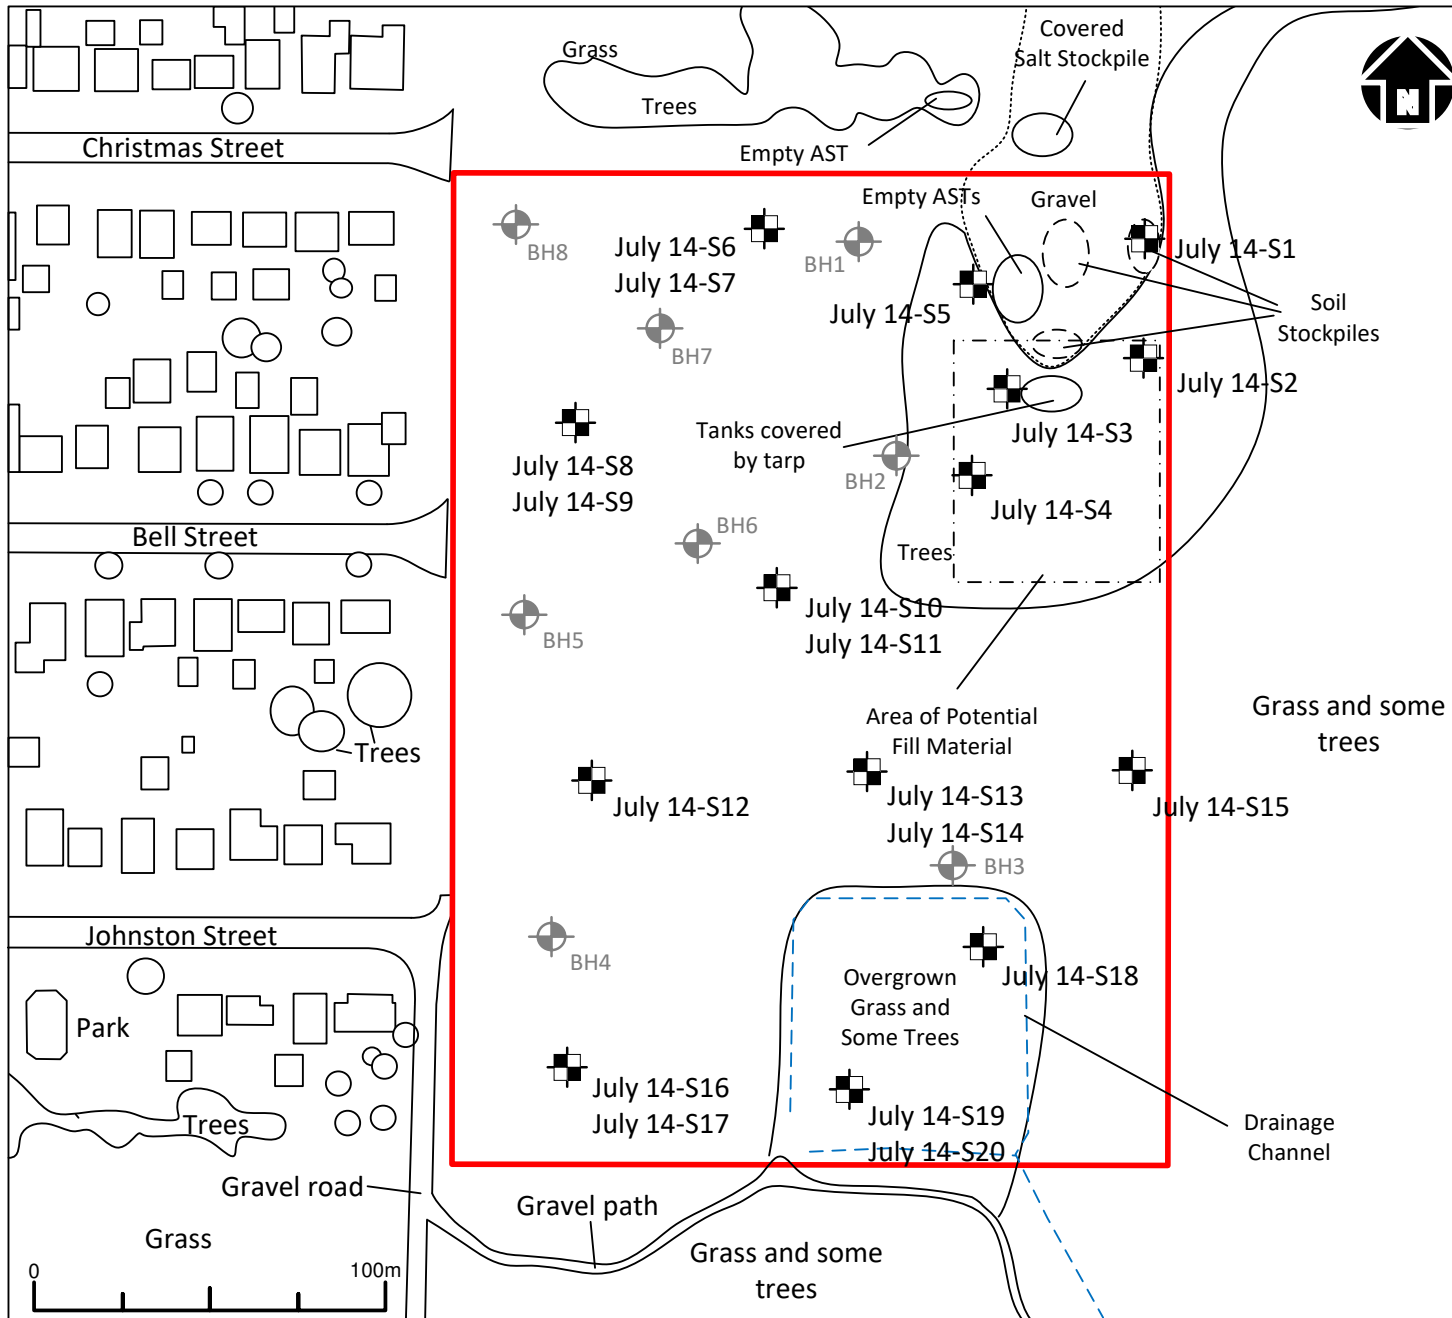 Covered
Salt Stockpile
Grass
Trees
N
Christmas Street
Empty AST
Empty ASTs
Gravel
BH8
July 14-S6
July 14-S7
BH1
July 14-S1
July 14-S5
Soil
Stockpiles
BH7
July 14-S2
Tanks covered
by tarp
July 14-S3
July 14-S8
July 14-S9
BH2
July 14-S4
Bell Street
BH6
Trees
July 14-S10
July 14-S11
BH5
Area of Potential
Fill Material
Grass and some
trees
Trees
July 14-S12
July 14-S13
July 14-S14
July 14-S15
BH3
Johnston Street
BH4
July 14-S18
Overgrown
Grass and
Some Trees
Park
July 14-S16
July 14-S17
July 14-S19
July 14-S20
Drainage
Channel
Trees
Gravel road
Gravel path
Grass
Grass and some
trees
0 100m